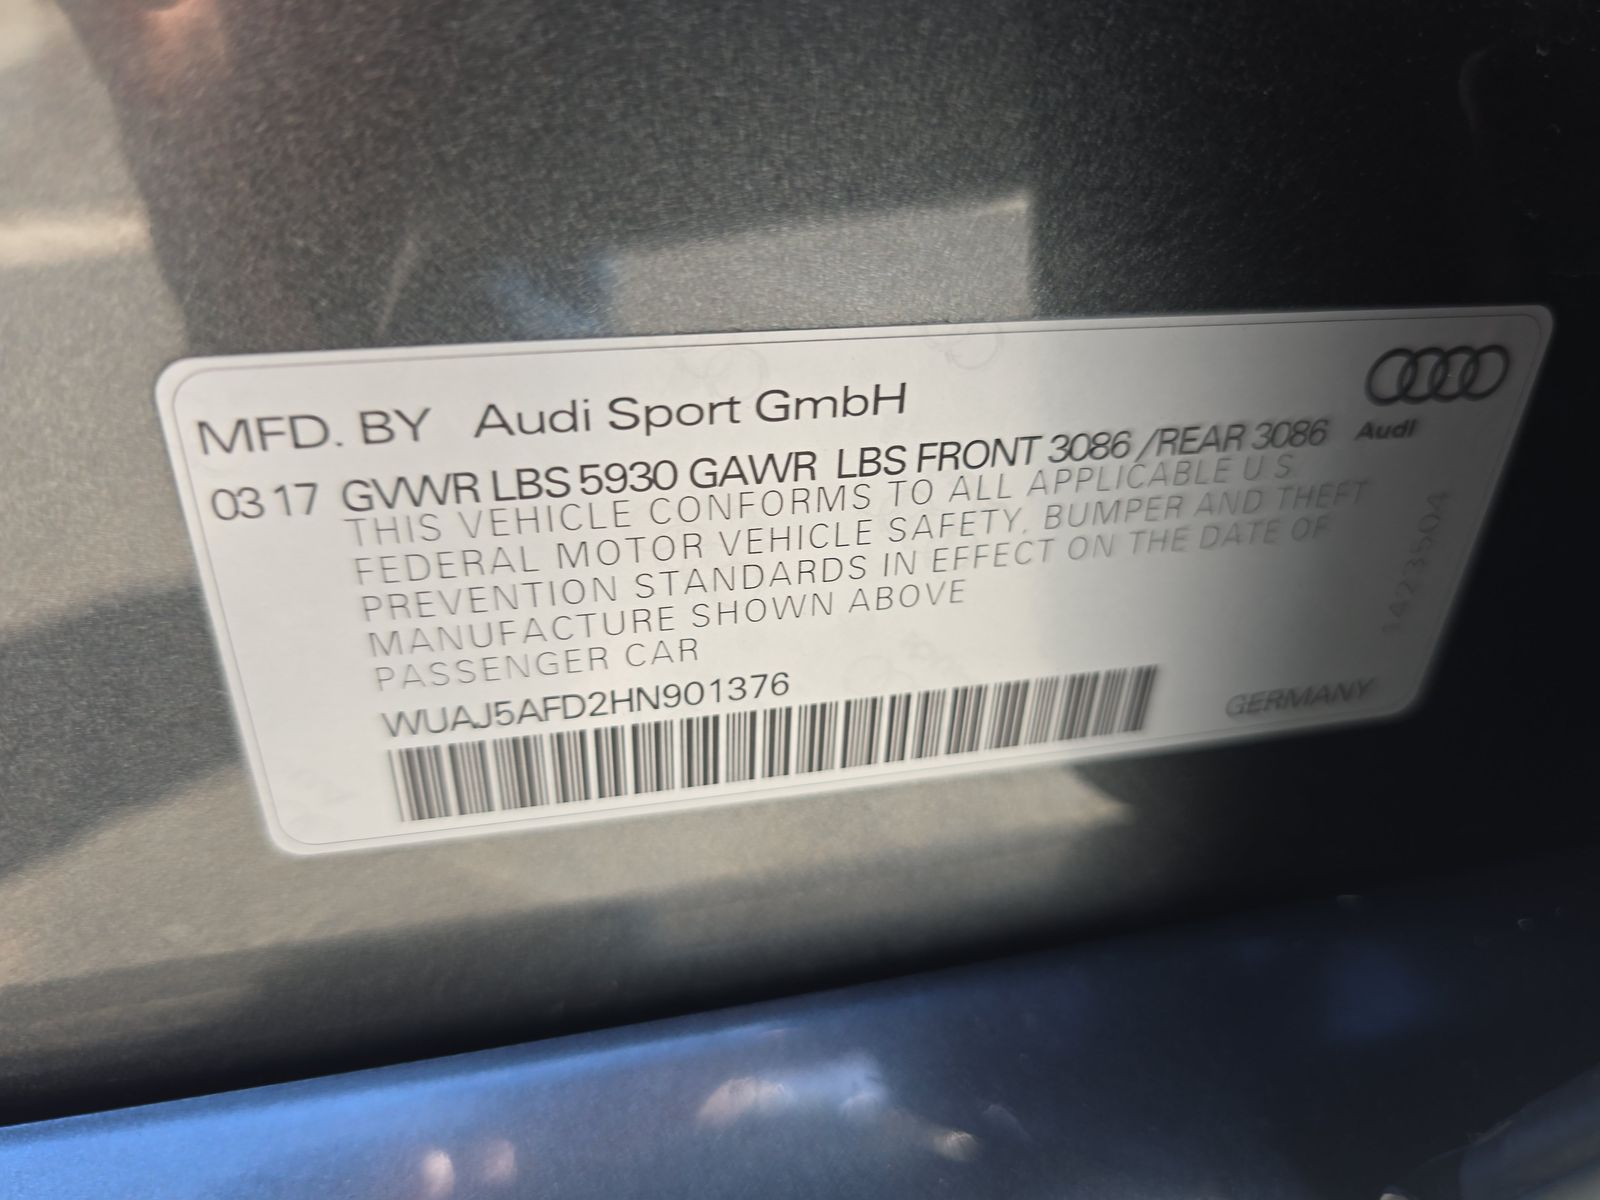 MFD. BY Audi Sport GmbH
Audi
03 17 GVWR LBS 5930 GAWR LBS FRONT 3086 /REAR 3086
THIS VEHICLE CONFORMS TO ALL APPLICABLE U.S.
FEDERAL MOTOR VEHICLE SAFETY, BUMPER AND THEFT
PREVENTION STANDARDS IN EFFECT ON THE DATE OF
MANUFACTURE SHOWN ABOVE
PASSENGER CAR
WUAJ5AFD2HN901376
GERMANY
1423504